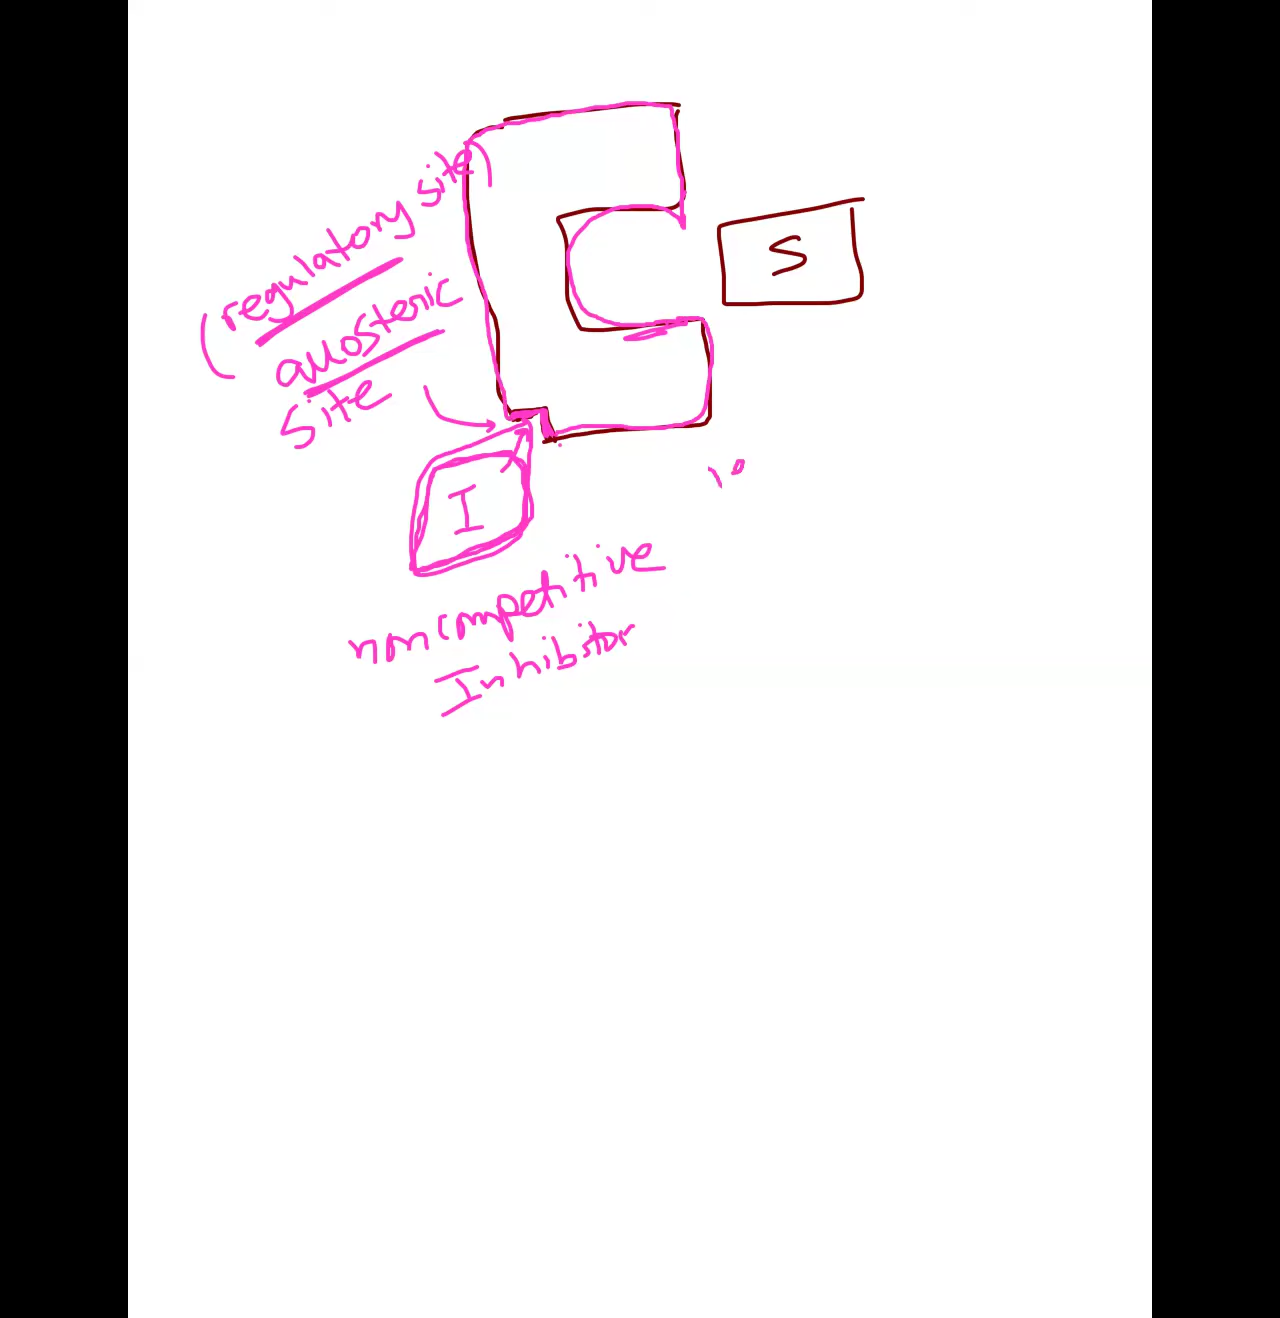 (regulatory site)
allosteric
site
S
I
noncompetitive
Inhibitor